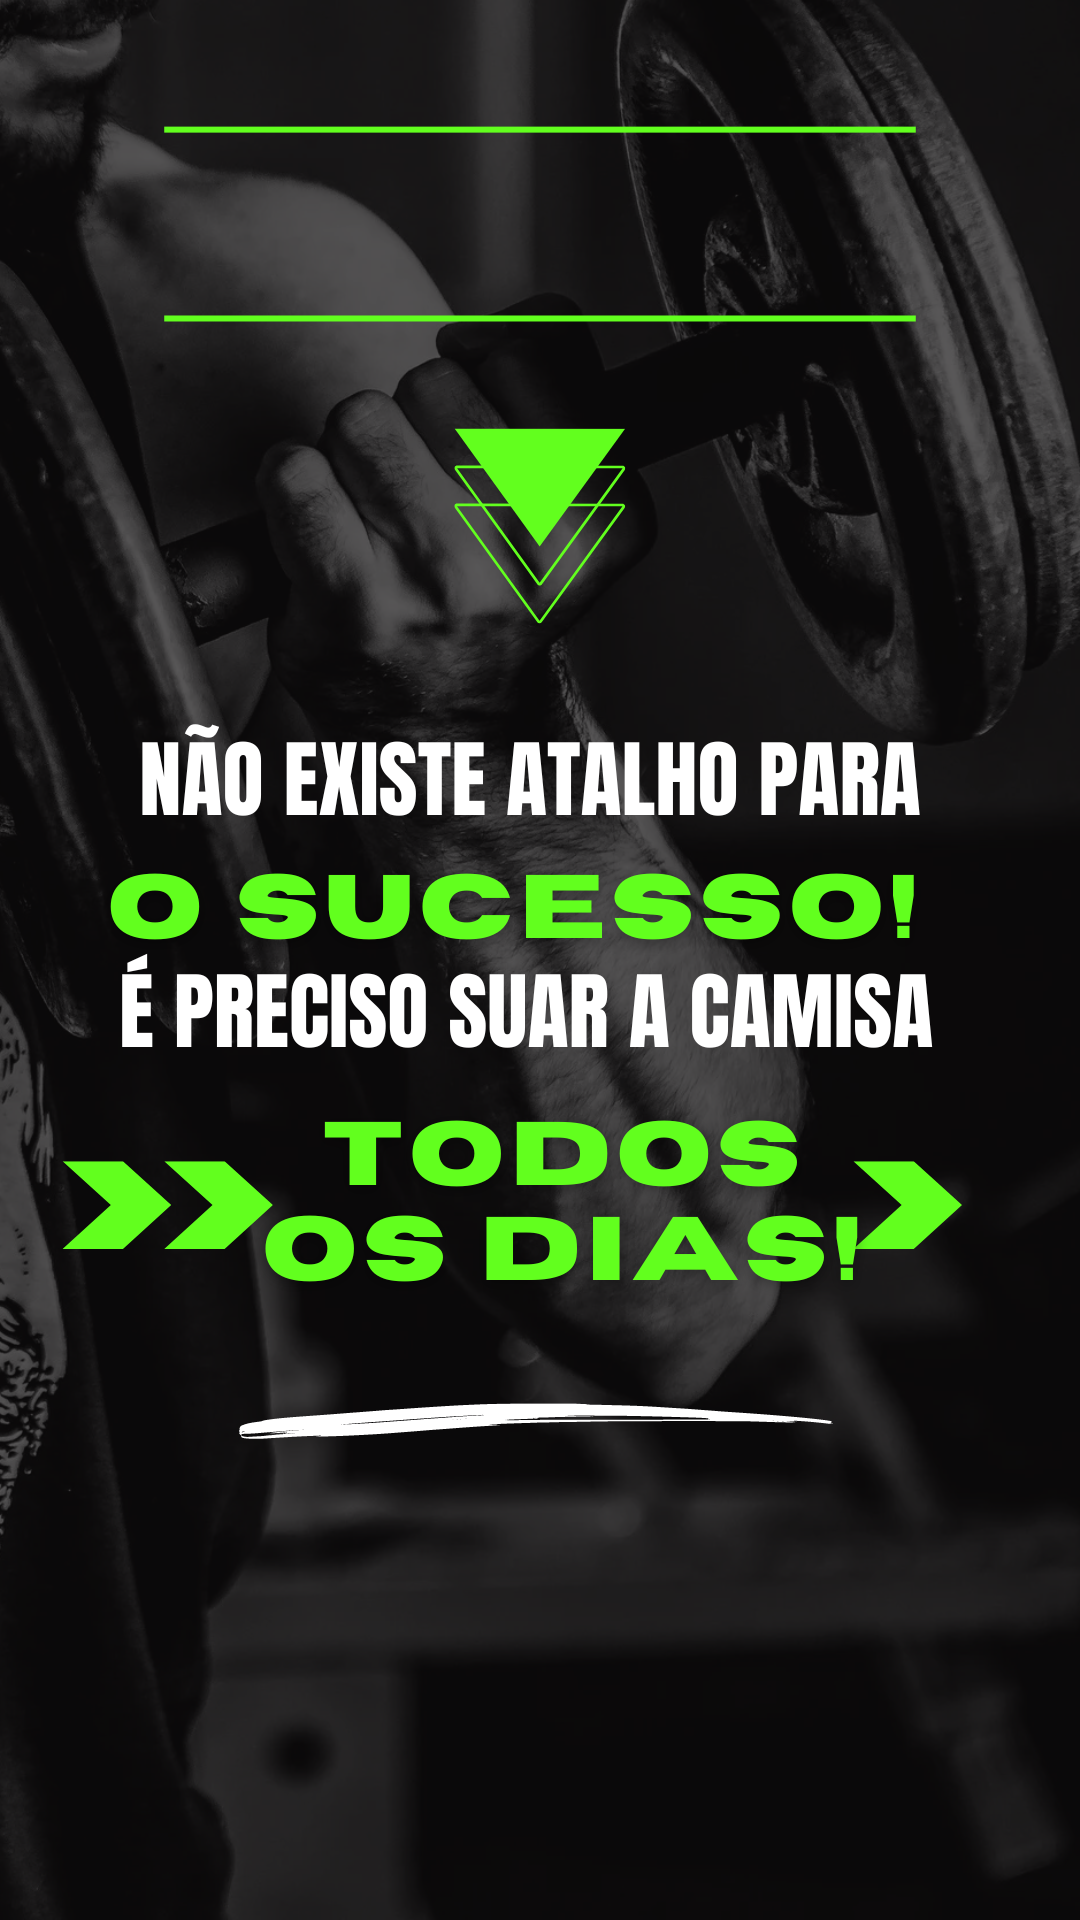 NÃO EXISTE ATALHO PARA
O SUCESSO!
É PRECISO SUAR A CAMISA
TODOS
OS DIAS!